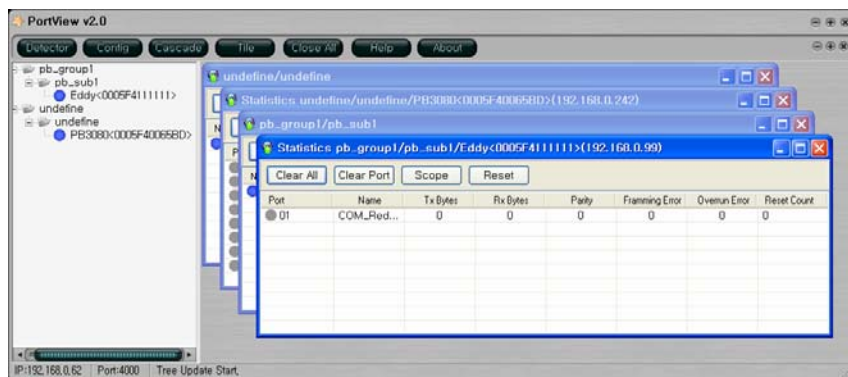 PortView v2.0
Detector Config Cascade Tile Close All Help About
pb_group1
pb_sub1
Eddy<0005F4111111>
undefine
undefine
PB3080<0005F40065BD>
undefine/undefine
Statistics undefine/undefine/PB3080<0005F40065BD>(192.168.0.242)
pb_group1/pb_sub1
Statistics pb_group1/pb_sub1/Eddy<0005F4111111>(192.168.0.99)
Clear All Clear Port Scope Reset
Port Name Tx Bytes Rx Bytes Parity Framming Error Overrun Error Reset Count
01 COM_Red... 0 0 0 0 0 0
N
P
N
IP:192,168,0,62 Port:4000 Tree Update Start,